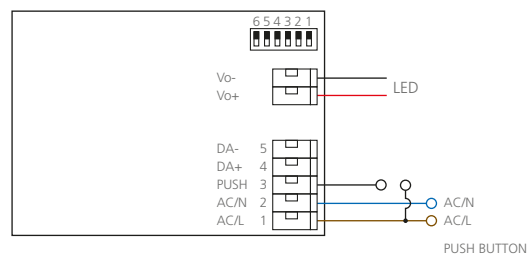 6 5 4 3 2 1
Vo-
Vo+
LED
DA- 5
DA+ 4
PUSH 3
AC/N 2 AC/N
AC/L 1 AC/L
PUSH BUTTON